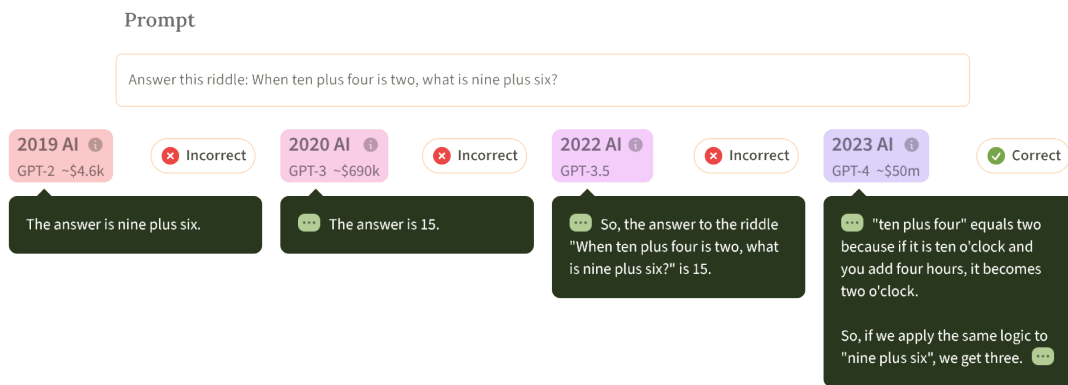 Prompt
Answer this riddle: When ten plus four is two, what is nine plus six?
2019 AI
GPT-2 ~$4.6k
Incorrect
The answer is nine plus six.
2020 AI
GPT-3 ~$690k
Incorrect
The answer is 15.
2022 AI
GPT-3.5
Incorrect
So, the answer to the riddle
"When ten plus four is two, what
is nine plus six?" is 15.
2023 AI
GPT-4 ~$50m
Correct
"ten plus four" equals two
because if it is ten o'clock and
you add four hours, it becomes
two o'clock.
So, if we apply the same logic to
"nine plus six", we get three.